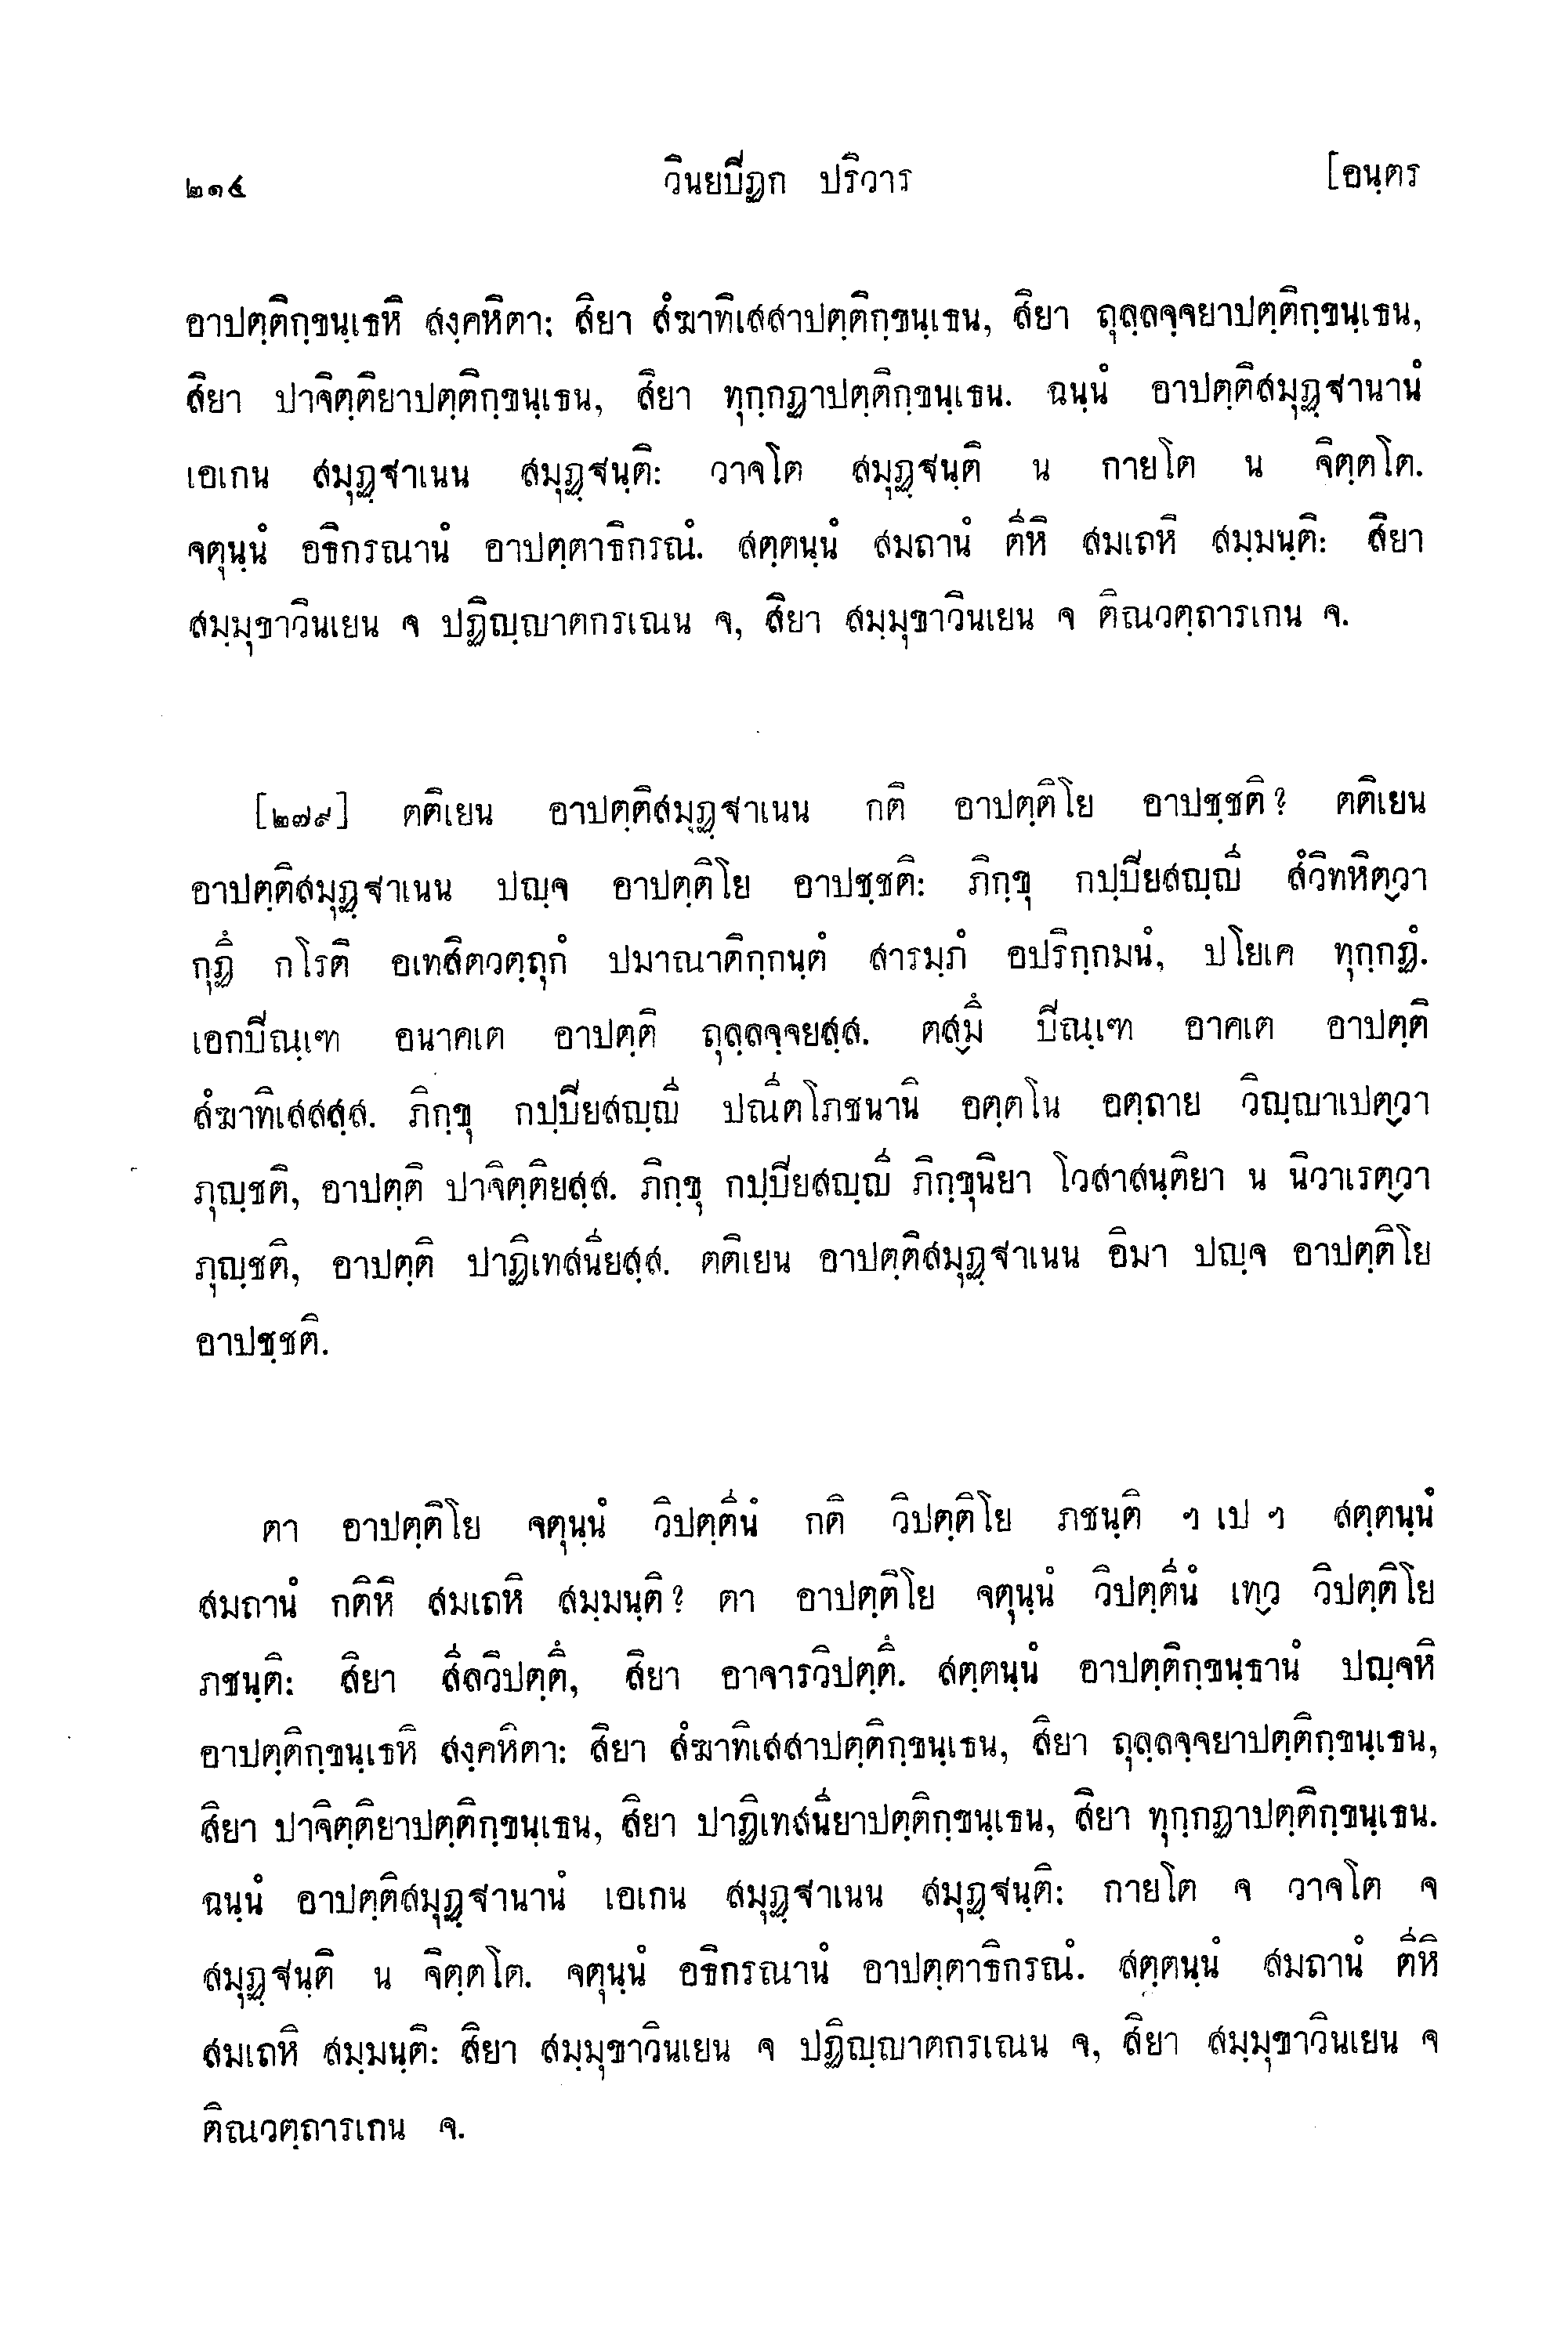 ๒๑๔ วินยปิฏก ปริวาร [อนฺตร
อาปตฺติกฺขนฺเธหิ สงฺคหิตา: สิยา สํฆาทิเสสาปตฺติกฺขนฺเธน, สิยา ถุลฺลจฺจยาปตฺติกฺขนฺเธน,
สิยา ปาจิตฺติยาปตฺติกฺขนฺเธน, สิยา ทุกฺกฏาปตฺติกฺขนฺเธน. ฉนฺนํ อาปตฺติสมุฏฺฐานานํ
เอเกน สมุฏฺฐาเนน สมุฏฺฐนฺติ: วาจโต สมุฏฺฐนฺติ น กายโต น จิตฺตโต.
จตุนฺนํ อธิกรณานํ อาปตฺตาธิกรณํ. สตฺตนฺนํ สมถานํ ตีหิ สมเถหิ สมฺมนฺติ: สิยา
สมฺมุขาวินเยน จ ปฏิญฺญาตกรเณน จ, สิยา สมฺมุขาวินเยน จ ติณวตฺถารเกน จ.
[๒๗๙] ตติเยน อาปตฺติสมุฏฺฐาเนน กติ อาปตฺติโย อาปชฺชติ? ตติเยน
อาปตฺติสมุฏฺฐาเนน ปญฺจ อาปตฺติโย อาปชฺชติ: ภิกฺขุ กปฺปิยสญฺญี สํวิทหิตฺวา
กุฏึ กโรติ อเทสิตวตฺถุกํ ปมาณาติกฺกนฺตํ สารมฺภํ อปริกฺกมนํ, ปโยเค ทุกฺกฏํ.
เอกปิณฺเฑ อนาคเต อาปตฺติ ถุลฺลจฺจยสฺส. ตสฺมึ ปิณฺเฑ อาคเต อาปตฺติ
สํฆาทิเสสสฺส. ภิกฺขุ กปฺปิยสญฺญี ปณีตโภชนานิ อตฺตโน อตฺถาย วิญฺญาเปตฺวา
ภุญฺชติ, อาปตฺติ ปาจิตฺติยสฺส. ภิกฺขุ กปฺปิยสญฺญี ภิกฺขุนิยา โวสาสนฺติยา น นิวาเรตฺวา
ภุญฺชติ, อาปตฺติ ปาฏิเทสนียสฺส. ตติเยน อาปตฺติสมุฏฺฐาเนน อิมา ปญฺจ อาปตฺติโย
อาปชฺชติ.
ตา อาปตฺติโย จตุนฺนํ วิปตฺตีนํ กติ วิปตฺติโย ภชนฺติ ฯ เป ฯ สตฺตนฺนํ
สมถานํ กติหิ สมเถหิ สมฺมนฺติ? ตา อาปตฺติโย จตุนฺนํ วิปตฺตีนํ เทฺว วิปตฺติโย
ภชนฺติ: สิยา สีลวิปตฺตึ, สิยา อาจารวิปตฺตึ. สตฺตนฺนํ อาปตฺติกฺขนฺธานํ ปญฺจหิ
อาปตฺติกฺขนฺเธหิ สงฺคหิตา: สิยา สํฆาทิเสสาปตฺติกฺขนฺเธน, สิยา ถุลฺลจฺจยาปตฺติกฺขนฺเธน,
สิยา ปาจิตฺติยาปตฺติกฺขนฺเธน, สิยา ปาฏิเทสนียาปตฺติกฺขนฺเธน, สิยา ทุกฺกฏาปตฺติกฺขนฺเธน.
ฉนฺนํ อาปตฺติสมุฏฺฐานานํ เอเกน สมุฏฺฐาเนน สมุฏฺฐนฺติ: กายโต จ วาจโต จ
สมุฏฺฐนฺติ น จิตฺตโต. จตุนฺนํ อธิกรณานํ อาปตฺตาธิกรณํ. สตฺตนฺนํ สมถานํ ตีหิ
สมเถหิ สมฺมนฺติ: สิยา สมฺมุขาวินเยน จ ปฏิญฺญาตกรเณน จ, สิยา สมฺมุขาวินเยน จ
ติณวตฺถารเกน จ.